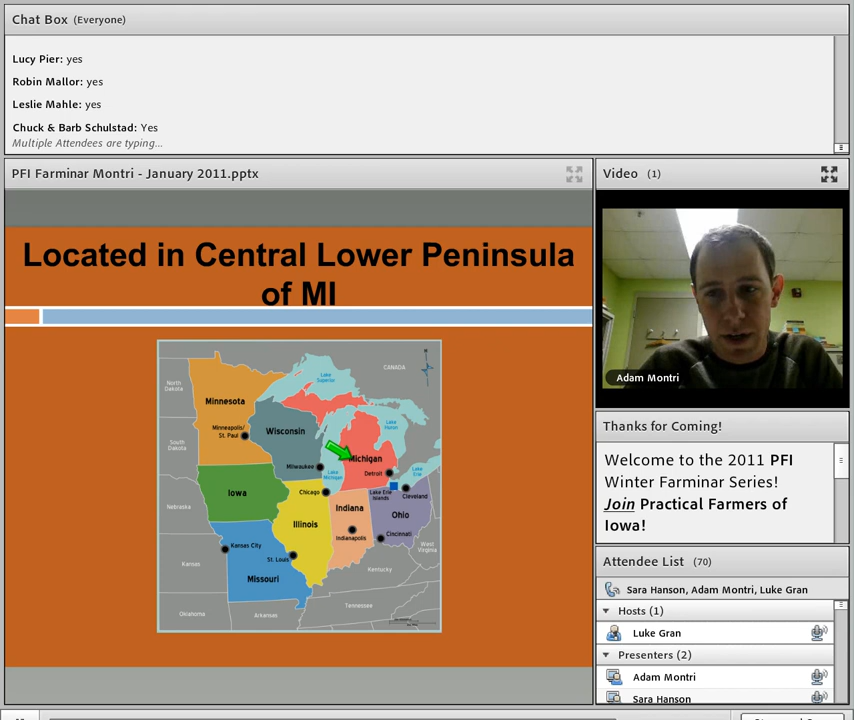 Chat Box (Everyone)
Lucy Pier: yes
Robin Mallor: yes
Leslie Mahle: yes
Chuck & Barb Schulstad: Yes
Multiple Attendees are typing...
PFI Farminar Montri - January 2011.pptx
Located in Central Lower Peninsula
of MI
CANADA
North
Dakota
Lake
Superior
Minnesota
Minneapolis/
St. Paul
Wisconsin
Lake
Huron
South
Dakota
Michigan
Milwaukee
Lake
Michigan
Detroit
Lake
Erie
Iowa
Chicago
Lake Erie
Islands
Cleveland
Nebraska
Indiana
Illinois
Ohio
Indianapolis
Cincinnati
Kansas City
West
Virginia
St. Louis
Kansas
Kentucky
Missouri
Tennessee
Oklahoma
Arkansas
Video (1)
Adam Montri
Thanks for Coming!
Welcome to the 2011 PFI
Winter Farminar Series!
Join Practical Farmers of
Iowa!
Attendee List (70)
Sara Hanson, Adam Montri, Luke Gran
Hosts (1)
Luke Gran
Presenters (2)
Adam Montri
Sara Hanson